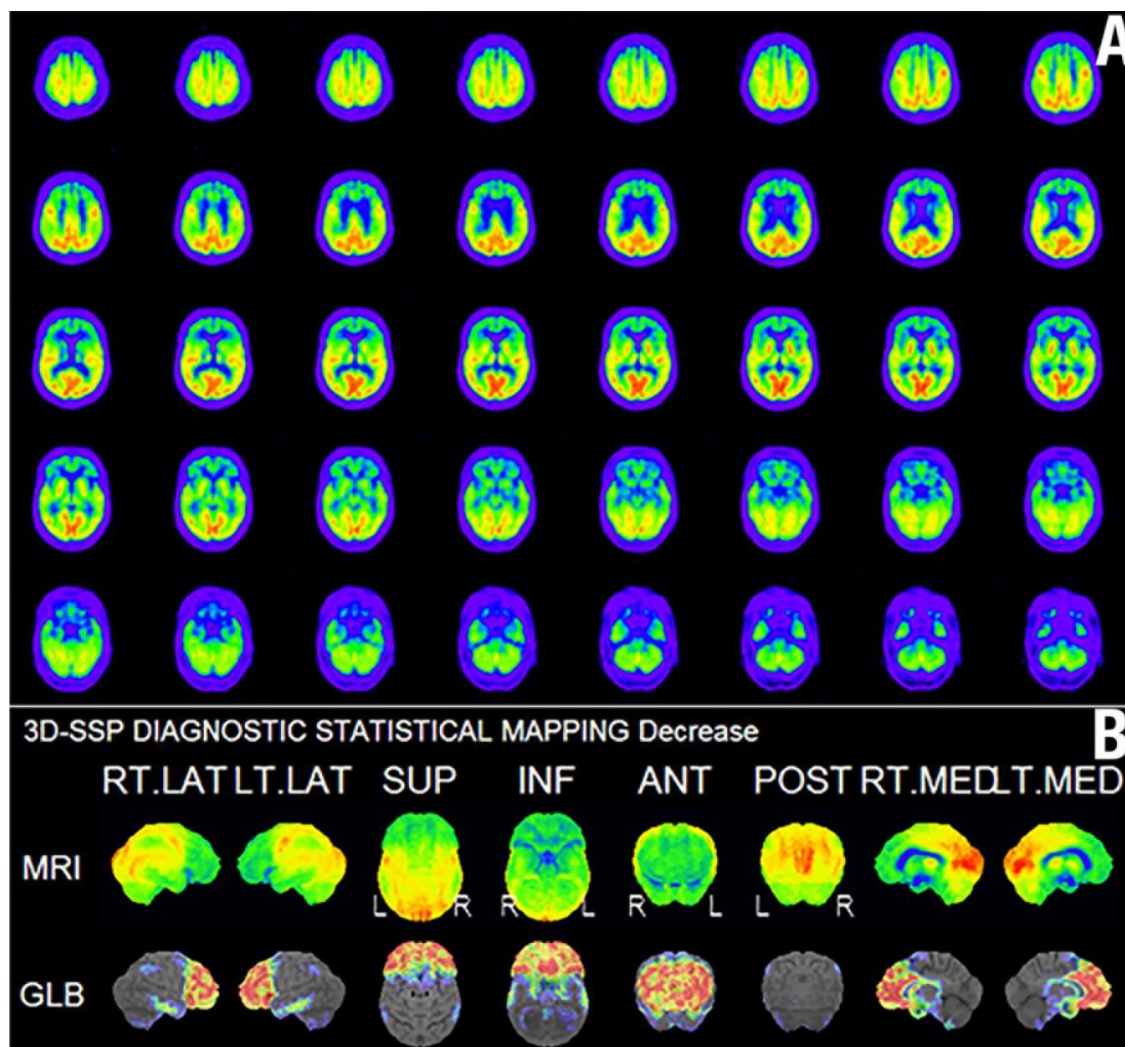 A
B
3D-SSP DIAGNOSTIC STATISTICAL MAPPING Decrease
RT.LAT LT.LAT SUP INF ANT POST RT.MED LT.MED
MRI
L R R L R L L R
GLB